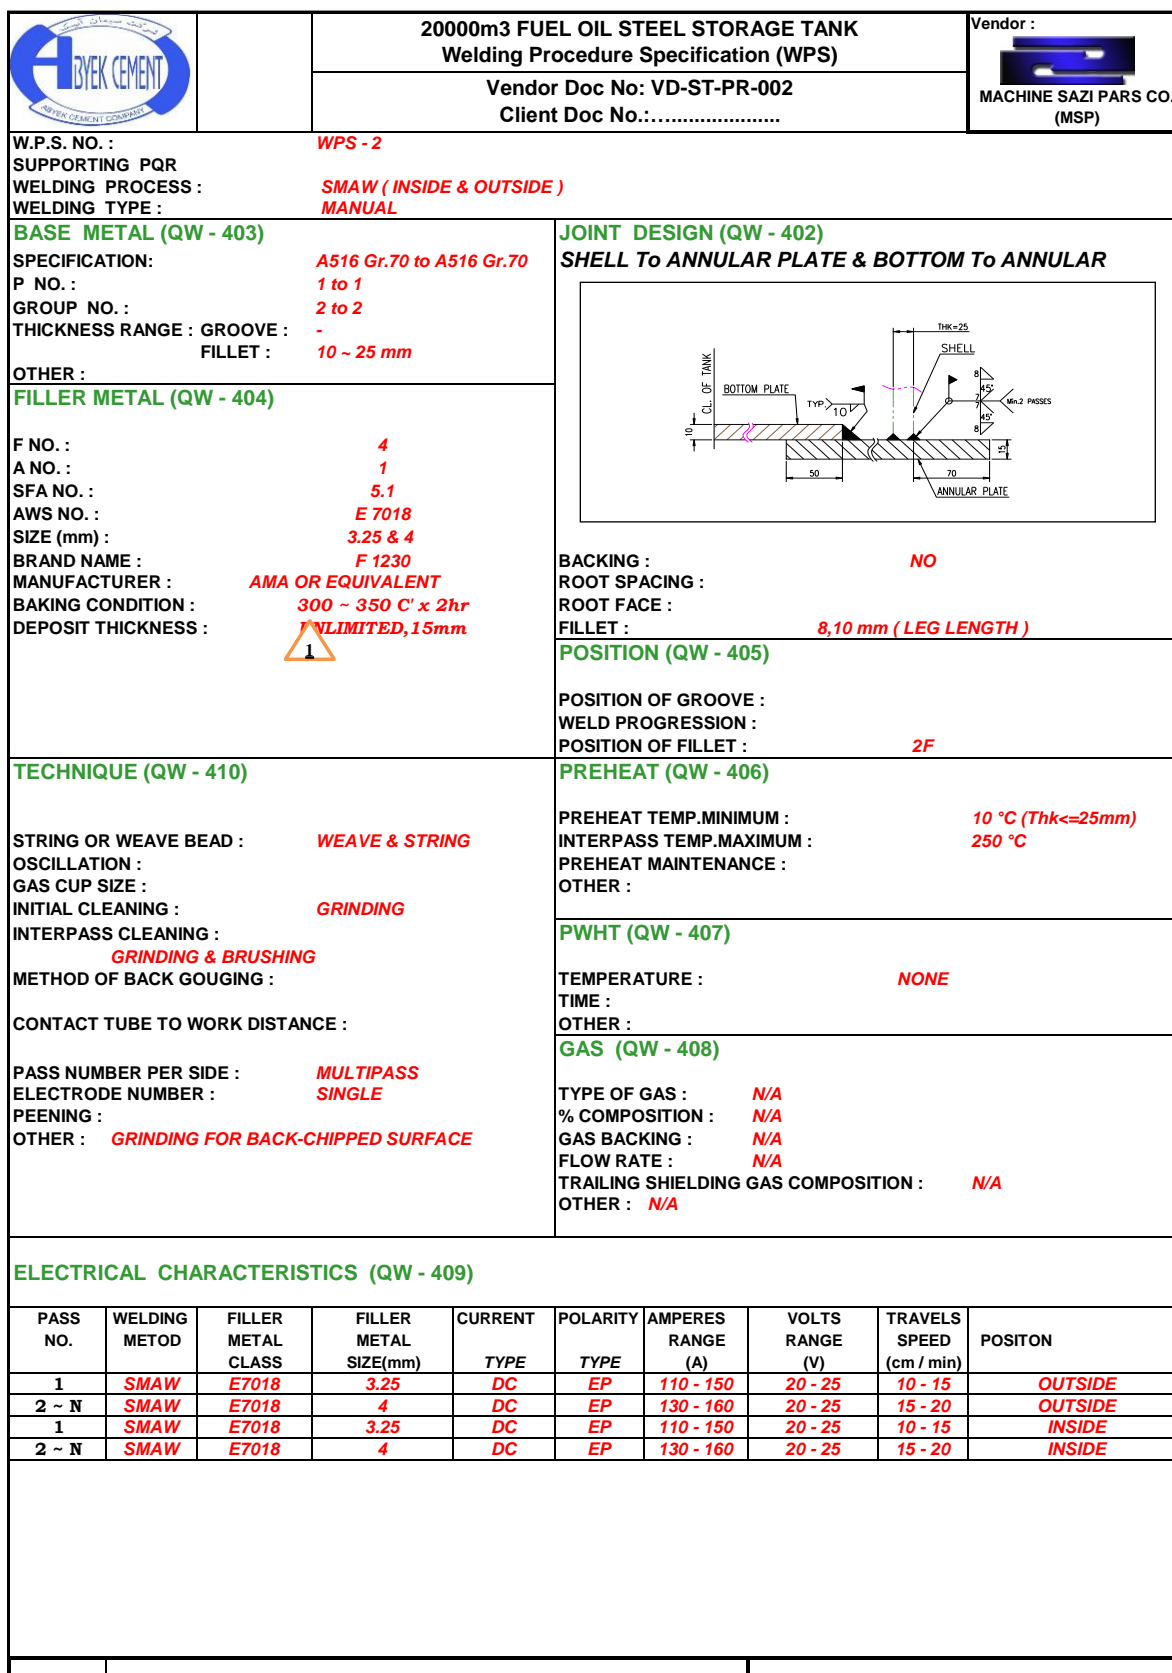 شرکت سیمان آبیک
ABYEK CEMENT
ABYEK CEMENT COMPANY
20000m3 FUEL OIL STEEL STORAGE TANK
Welding Procedure Specification (WPS)
Vendor Doc No: VD-ST-PR-002
Client Doc No.:…...................
Vendor :
MACHINE SAZI PARS CO.
(MSP)
W.P.S. NO. : WPS - 2
SUPPORTING PQR
WELDING PROCESS : SMAW ( INSIDE & OUTSIDE )
WELDING TYPE : MANUAL
BASE METAL (QW - 403)
SPECIFICATION: A516 Gr.70 to A516 Gr.70
P NO. : 1 to 1
GROUP NO. : 2 to 2
THICKNESS RANGE : GROOVE : -
FILLET : 10 ~ 25 mm
OTHER :
FILLER METAL (QW - 404)
F NO. : 4
A NO. : 1
SFA NO. : 5.1
AWS NO. : E 7018
SIZE (mm) : 3.25 & 4
BRAND NAME : F 1230
MANUFACTURER : AMA OR EQUIVALENT
BAKING CONDITION : 300 ~ 350 C' x 2hr
DEPOSIT THICKNESS : UNLIMITED,15mm
1
JOINT DESIGN (QW - 402)
SHELL To ANNULAR PLATE & BOTTOM To ANNULAR
THK=25
SHELL
CL. OF TANK
BOTTOM PLATE
TYP.
10
8
45°
7
7
45°
8
Min.2 PASSES
10
15
50
70
ANNULAR PLATE
BACKING : NO
ROOT SPACING :
ROOT FACE :
FILLET : 8,10 mm ( LEG LENGTH )
POSITION (QW - 405)
POSITION OF GROOVE :
WELD PROGRESSION :
POSITION OF FILLET : 2F
TECHNIQUE (QW - 410)
STRING OR WEAVE BEAD : WEAVE & STRING
OSCILLATION :
GAS CUP SIZE :
INITIAL CLEANING : GRINDING
INTERPASS CLEANING :
GRINDING & BRUSHING
METHOD OF BACK GOUGING :
CONTACT TUBE TO WORK DISTANCE :
PASS NUMBER PER SIDE : MULTIPASS
ELECTRODE NUMBER : SINGLE
PEENING :
OTHER : GRINDING FOR BACK-CHIPPED SURFACE
PREHEAT (QW - 406)
PREHEAT TEMP.MINIMUM : 10 °C (Thk<=25mm)
INTERPASS TEMP.MAXIMUM : 250 °C
PREHEAT MAINTENANCE :
OTHER :
PWHT (QW - 407)
TEMPERATURE : NONE
TIME :
OTHER :
GAS (QW - 408)
TYPE OF GAS : N/A
% COMPOSITION : N/A
GAS BACKING : N/A
FLOW RATE : N/A
TRAILING SHIELDING GAS COMPOSITION : N/A
OTHER : N/A
ELECTRICAL CHARACTERISTICS (QW - 409)
PASS WELDING FILLER FILLER CURRENT POLARITY AMPERES VOLTS TRAVELS
NO. METOD METAL METAL RANGE RANGE SPEED POSITON
CLASS SIZE(mm) TYPE TYPE (A) (V) (cm / min)
1 SMAW E7018 3.25 DC EP 110 - 150 20 - 25 10 - 15 OUTSIDE
2 ~ N SMAW E7018 4 DC EP 130 - 160 20 - 25 15 - 20 OUTSIDE
1 SMAW E7018 3.25 DC EP 110 - 150 20 - 25 10 - 15 INSIDE
2 ~ N SMAW E7018 4 DC EP 130 - 160 20 - 25 15 - 20 INSIDE